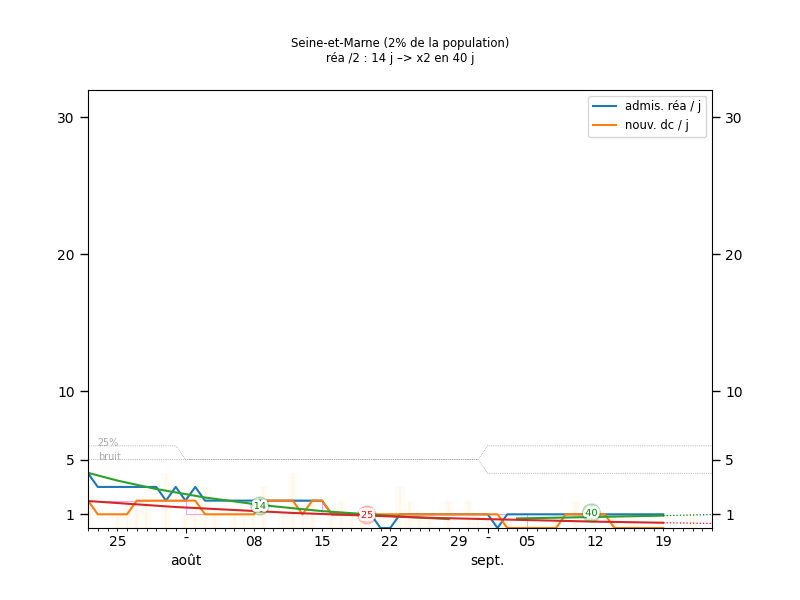 Seine-et-Marne (2% de la population)
réa /2 : 14 j –> x2 en 40 j
admis. réa / j
nouv. dc / j
30 30
20 20
10 10
25%
bruit
5 5
14
25
40
1 1
25 - 08 15 22 29 - 05 12 19
août sept.